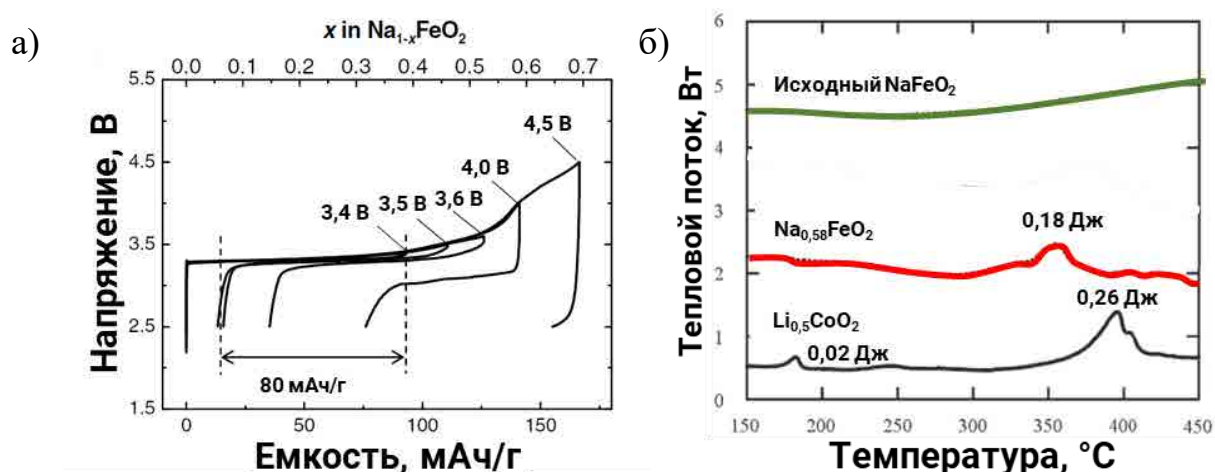 а)
x in Na1-xFeO2
0.0 0.1 0.2 0.3 0.4 0.5 0.6 0.7
Напряжение, В
5.5
4.5
3.5
2.5
1.5
4,5 В
4,0 В
3,6 В
3,5 В
3,4 В
80 мАч/г
0 50 100 150
Емкость, мАч/г
б)
Тепловой поток, Вт
6
5
4
3
2
1
0
Исходный NaFeO2
Na0,58FeO2
0,18 Дж
Li0,5CoO2
0,02 Дж
0,26 Дж
150 200 250 300 350 400 450
Температура, °C